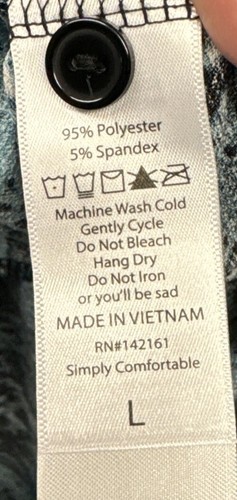 95% Polyester
5% Spandex
Machine Wash Cold
Gently Cycle
Do Not Bleach
Hang Dry
Do Not Iron
or you'll be sad
MADE IN VIETNAM
RN#142161
Simply Comfortable
L